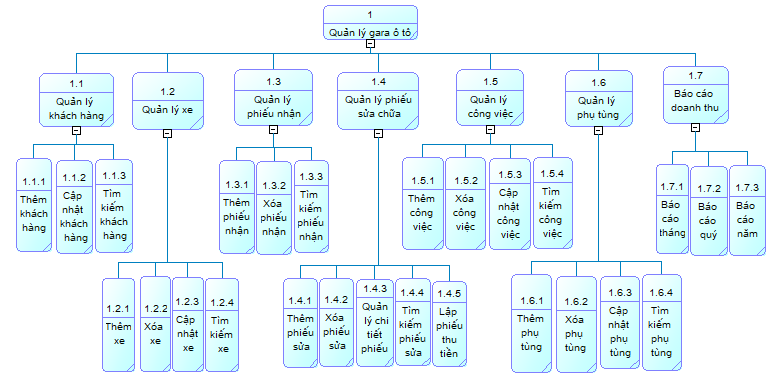 1
Quản lý gara ô tô
1.1
Quản lý
khách hàng
1.2
Quản lý xe
1.3
Quản lý
phiếu nhận
1.4
Quản lý phiếu
sửa chữa
1.5
Quản lý
công việc
1.6
Quản lý
phụ tùng
1.7
Báo cáo
doanh thu
1.1.1
Thêm
khách
hàng
1.1.2
Cập
nhật
khách
hàng
1.1.3
Tìm
kiếm
khách
hàng
1.3.1
Thêm
phiếu
nhận
1.3.2
Xóa
phiếu
nhận
1.3.3
Tìm
kiếm
phiếu
nhận
1.5.1
Thêm
công
việc
1.5.2
Xóa
công
việc
1.5.3
Cập
nhật
công
việc
1.5.4
Tìm
kiếm
công
việc
1.7.1
Báo
cáo
tháng
1.7.2
Báo
cáo
quý
1.7.3
Báo
cáo
năm
1.2.1
Thêm
xe
1.2.2
Xóa
xe
1.2.3
Cập
nhật
xe
1.2.4
Tìm
kiếm
xe
1.4.1
Thêm
phiếu
sửa
1.4.2
Xóa
phiếu
sửa
1.4.3
Quản
lý chi
tiết
phiếu
1.4.4
Tìm
kiếm
phiếu
sửa
1.4.5
Lập
phiếu
thu
tiền
1.6.1
Thêm
phụ
tùng
1.6.2
Xóa
phụ
tùng
1.6.3
Cập
nhật
phụ
tùng
1.6.4
Tìm
kiếm
phụ
tùng